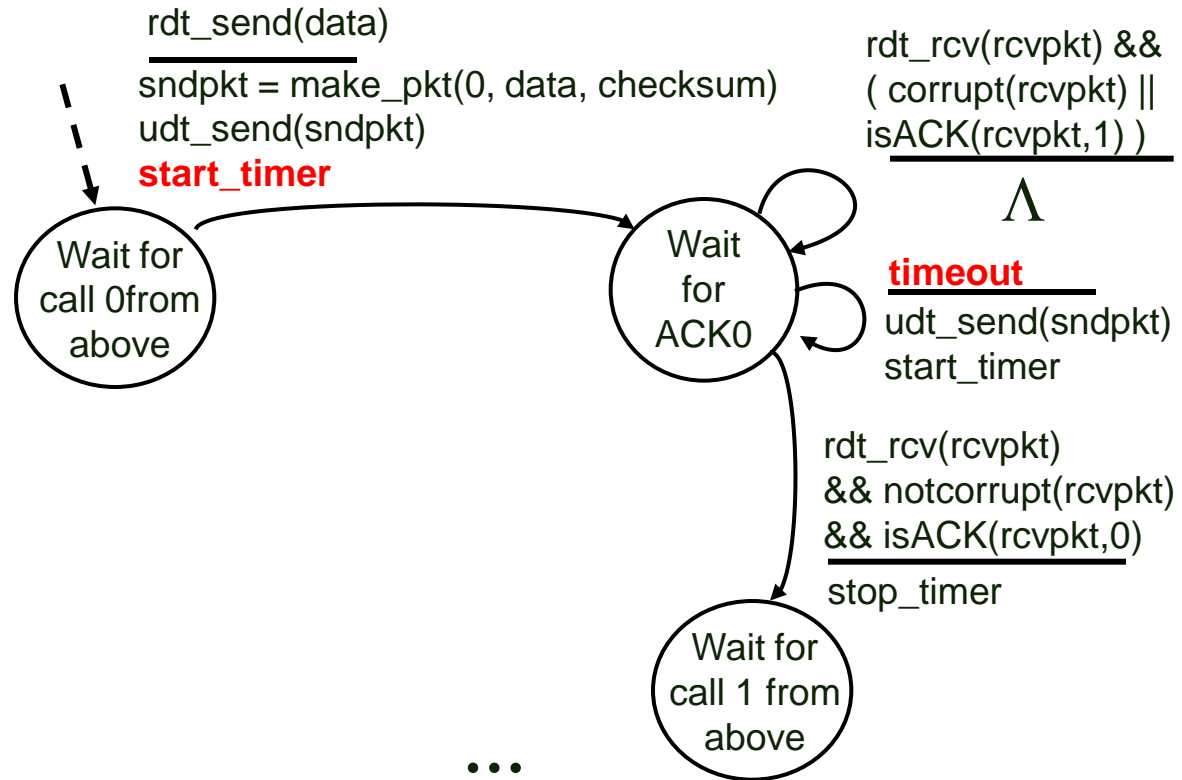 rdt_send(data)
sndpkt = make_pkt(0, data, checksum)
udt_send(sndpkt)
start_timer
Wait for
call 0from
above
Wait
for
ACK0
rdt_rcv(rcvpkt) &&
( corrupt(rcvpkt) ||
isACK(rcvpkt,1) )
Λ
timeout
udt_send(sndpkt)
start_timer
rdt_rcv(rcvpkt)
&& notcorrupt(rcvpkt)
&& isACK(rcvpkt,0)
stop_timer
Wait for
call 1 from
above
...